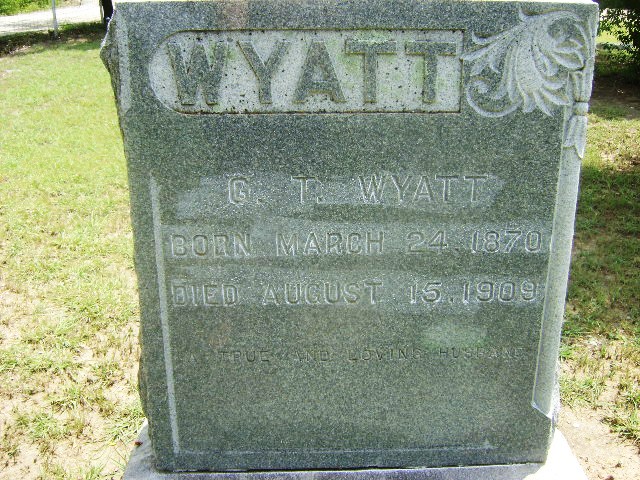 WYATT
G. T. WYATT
BORN MARCH 24, 1870
DIED AUGUST 15, 1909
A TRUE AND LOVING HUSBAND